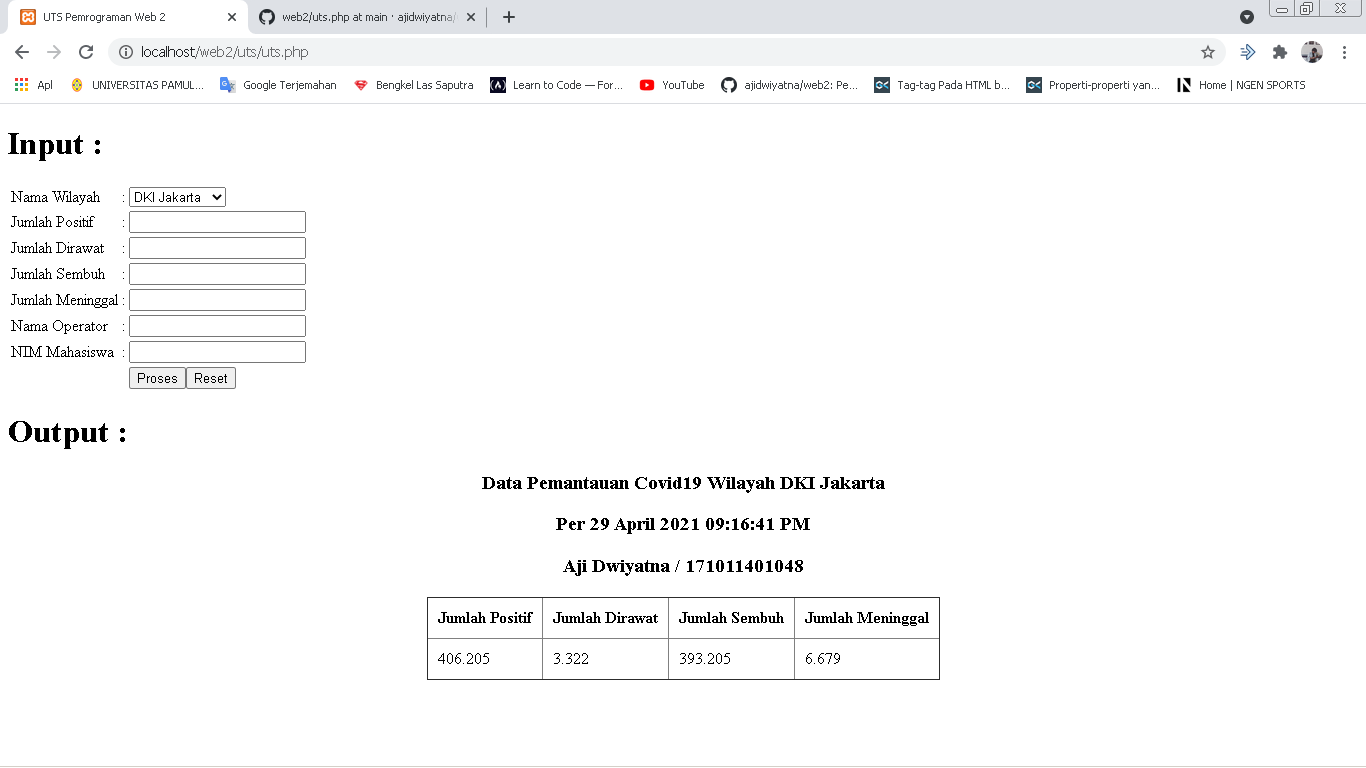 UTS Pemrograman Web 2
web2/uts.php at main · ajidwiyatna/
localhost/web2/uts/uts.php
Apl
UNIVERSITAS PAMUL...
Google Terjemahan
Bengkel Las Saputra
Learn to Code — For...
YouTube
ajidwiyatna/web2: Pe...
Tag-tag Pada HTML b...
Properti-properti yan...
Home | NGEN SPORTS
Input :
Nama Wilayah : DKI Jakarta
Jumlah Positif :
Jumlah Dirawat :
Jumlah Sembuh :
Jumlah Meninggal :
Nama Operator :
NIM Mahasiswa :
Proses Reset
Output :
Data Pemantauan Covid19 Wilayah DKI Jakarta
Per 29 April 2021 09:16:41 PM
Aji Dwiyatna / 171011401048
Jumlah Positif Jumlah Dirawat Jumlah Sembuh Jumlah Meninggal
406.205 3.322 393.205 6.679